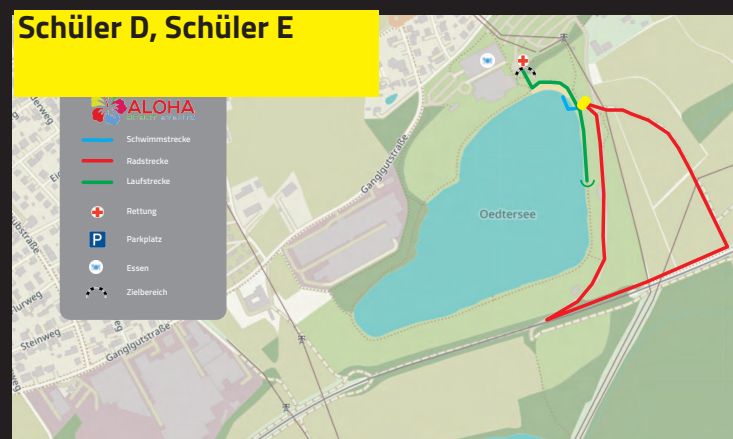 Schüler D, Schüler E
ALOHA
Schwimmstrecke
Radstrecke
Laufstrecke
Rettung
P
Parkplatz
Essen
Zielbereich
Oedtersee
Ganglgutstraße
Ganglgutstraße
Steinweg